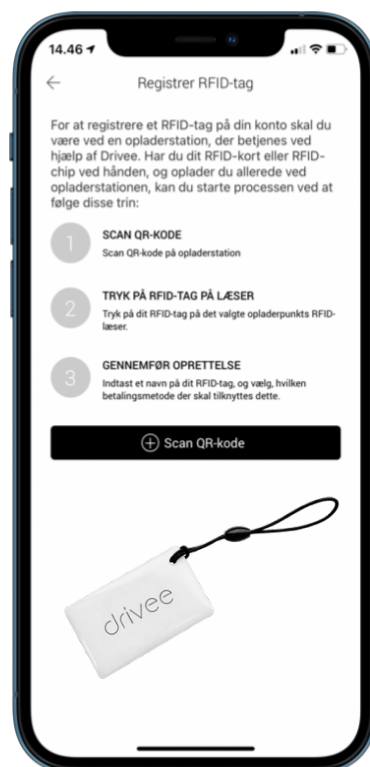 14.46
Registrer RFID-tag
For at registrere et RFID-tag på din konto skal du
være ved en opladerstation, der betjenes ved
hjælp af Drivee. Har du dit RFID-kort eller RFID-
chip ved hånden, og oplader du allerede ved
opladerstationen, kan du starte processen ved at
følge disse trin:
1
SCAN QR-KODE
Scan QR-kode på opladerstation
2
TRYK PÅ RFID-TAG PÅ LÆSER
Tryk på dit RFID-tag på det valgte opladerpunkts RFID-
læser.
3
GENNEMFØR OPRETTELSE
Indtast et navn på dit RFID-tag, og vælg, hvilken
betalingsmetode der skal tilknyttes dette.
Scan QR-kode
drivee